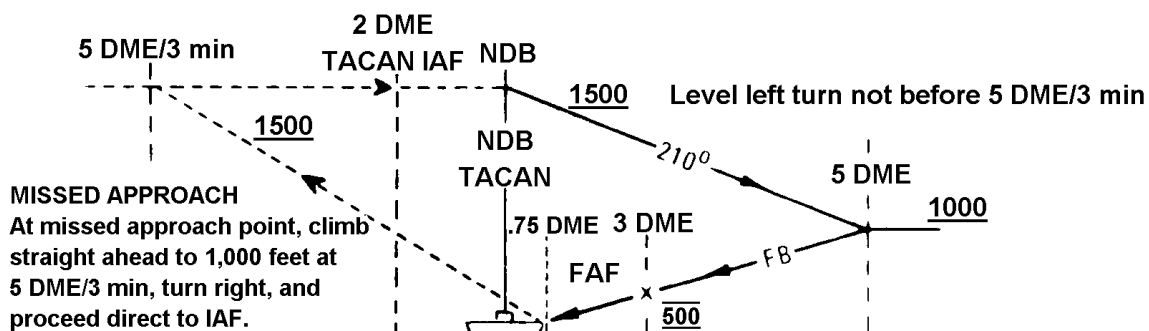 2 DME
5 DME/3 min
TACAN IAF
NDB
1500
Level left turn not before 5 DME/3 min
1500
NDB
TACAN
210°
5 DME
1000
MISSED APPROACH
At missed approach point, climb
straight ahead to 1,000 feet at
5 DME/3 min, turn right, and
proceed direct to IAF.
.75 DME
3 DME
FAF
FB
500